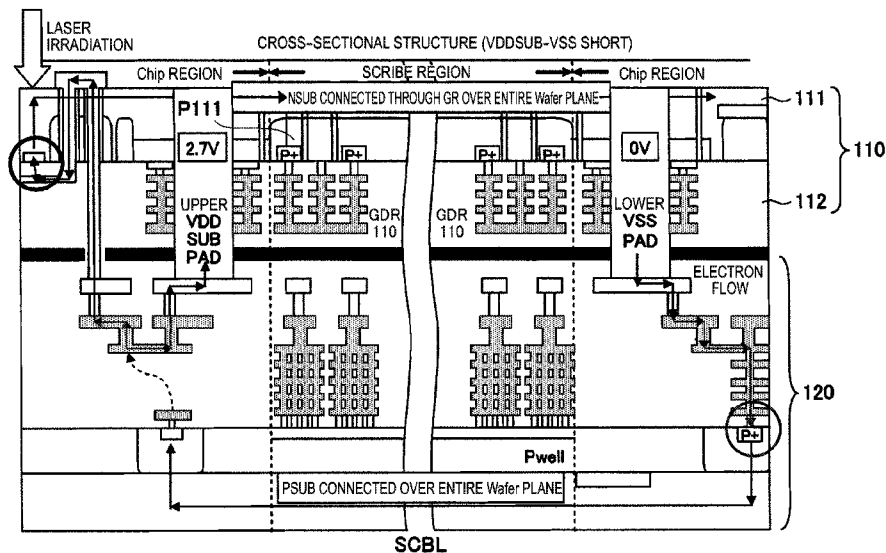 LASER
IRRADIATION
CROSS-SECTIONAL STRUCTURE (VDDSUB-VSS SHORT)
Chip REGION
SCRIBE REGION
Chip REGION
P111
NSUB CONNECTED THROUGH GR OVER ENTIRE Wafer PLANE
111
110
2.7V
P+
P+
P+
P+
0V
112
UPPER
VDD
SUB
PAD
GDR
110
GDR
110
LOWER
VSS
PAD
ELECTRON
FLOW
120
P+
Pwell
PSUB CONNECTED OVER ENTIRE Wafer PLANE
SCBL